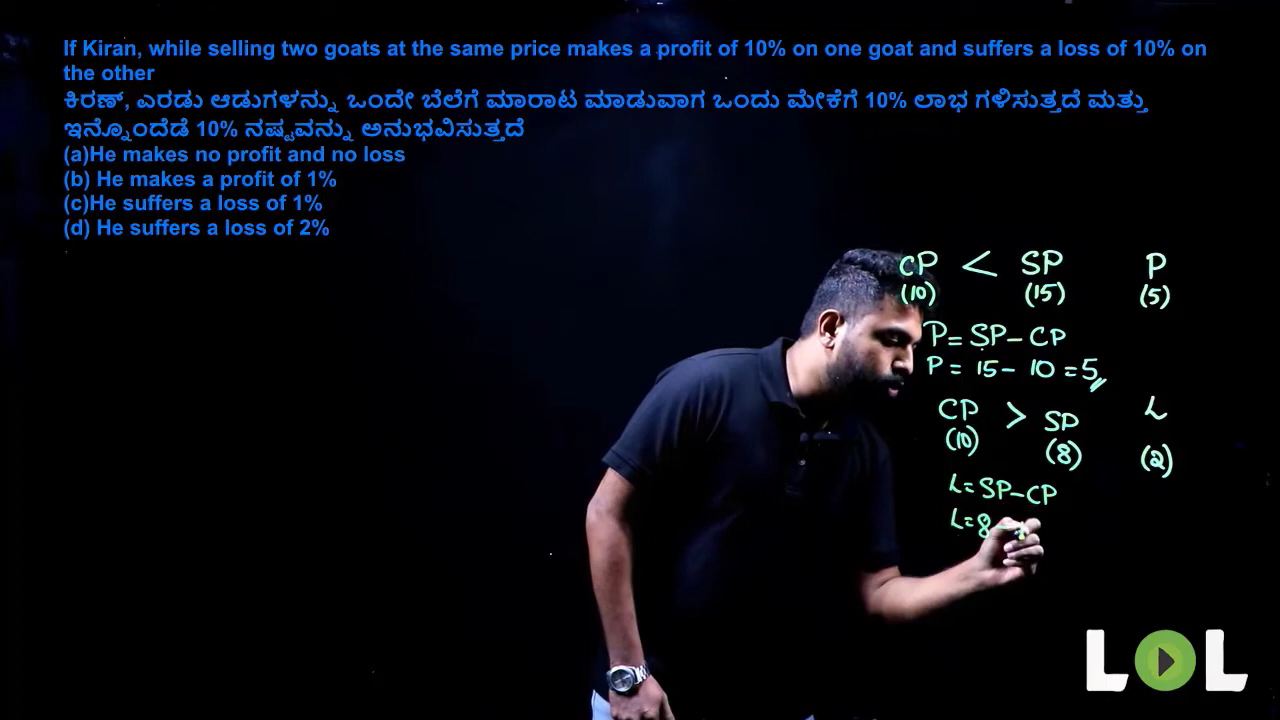 If Kiran, while selling two goats at the same price makes a profit of 10% on one goat and suffers a loss of 10% on
the other
ಕಿರಣ್, ಎರಡು ಆಡುಗಳನ್ನು ಒಂದೇ ಬೆಲೆಗೆ ಮಾರಾಟ ಮಾಡುವಾಗ ಒಂದು ಮೇಕೆಗೆ 10% ಲಾಭ ಗಳಿಸುತ್ತದೆ ಮತ್ತು
ಇನ್ನೊಂದೆಡೆ 10% ನಷ್ಟವನ್ನು ಅನುಭವಿಸುತ್ತದೆ
(a)He makes no profit and no loss
(b) He makes a profit of 1%
(c)He suffers a loss of 1%
(d) He suffers a loss of 2%
CP < SP P
(10) (15) (5)
P = SP - CP
P = 15 - 10 = 5
CP > SP L
(10) (8) (2)
L = SP - CP
L = 8 -
LOL